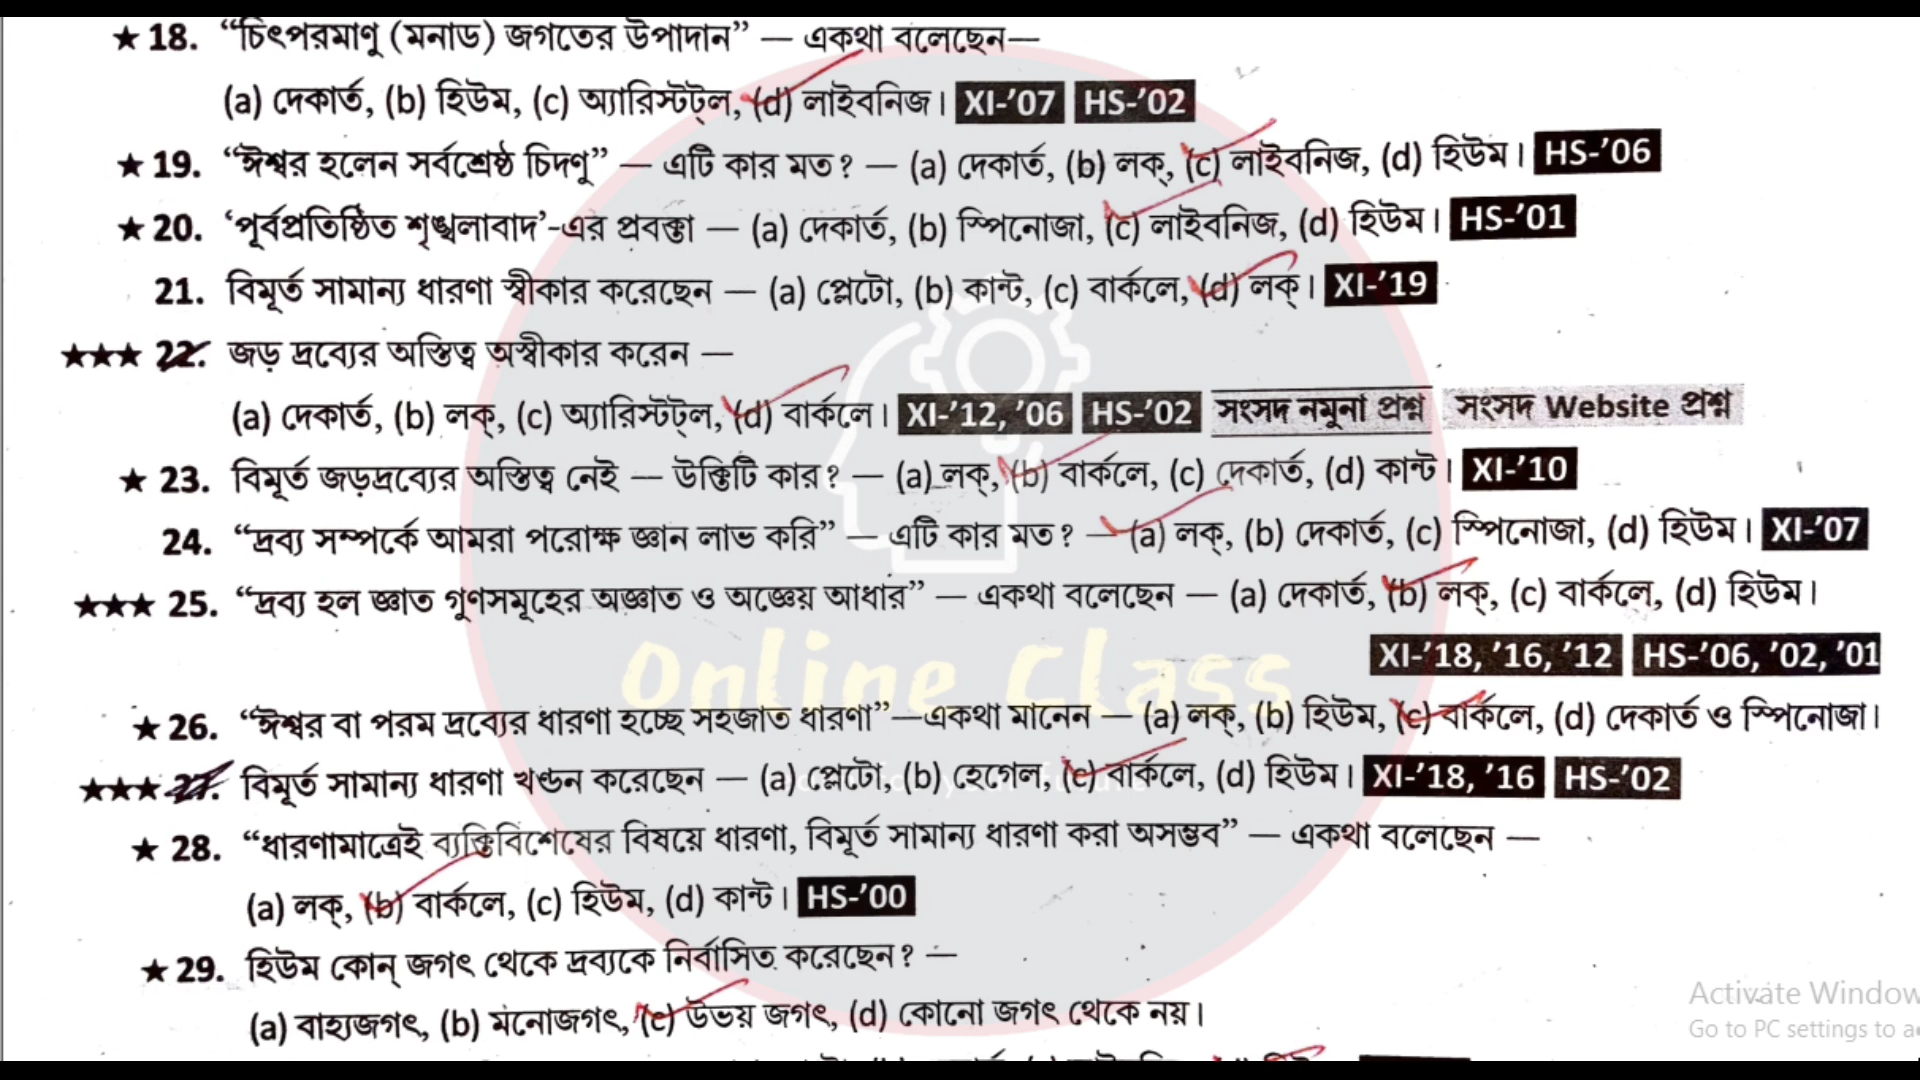 ★ 18. “চিৎপরমাণু (মনাড) জগতের উপাদান” — একথা বলেছেন—
(a) দেকার্ত, (b) হিউম, (c) অ্যারিস্টট্ল, (d) লাইবনিজ। XI-’07 HS-’02
★ 19. “ঈশ্বর হলেন সর্বশ্রেষ্ঠ চিদণু” — এটি কার মত? — (a) দেকার্ত, (b) লক্, (c) লাইবনিজ, (d) হিউম। HS-’06
★ 20. ‘পূর্বপ্রতিষ্ঠিত শৃঙ্খলাবাদ’-এর প্রবক্তা — (a) দেকার্ত, (b) স্পিনোজা, (c) লাইবনিজ, (d) হিউম। HS-’01
21. বিমূর্ত সামান্য ধারণা স্বীকার করেছেন — (a) প্লেটো, (b) কান্ট, (c) বার্কলে, (d) লক্। XI-’19
★★★ 22. জড় দ্রব্যের অস্তিত্ব অস্বীকার করেন —
(a) দেকার্ত, (b) লক্, (c) অ্যারিস্টট্ল, (d) বার্কলে। XI-’12, ’06 HS-’02 সংসদ নমুনা প্রশ্ন সংসদ Website প্রশ্ন
★ 23. বিমূর্ত জড়দ্রব্যের অস্তিত্ব নেই — উক্তিটি কার? — (a) লক্, (b) বার্কলে, (c) দেকার্ত, (d) কান্ট। XI-’10
24. “দ্রব্য সম্পর্কে আমরা পরোক্ষ জ্ঞান লাভ করি” — এটি কার মত? — (a) লক্, (b) দেকার্ত, (c) স্পিনোজা, (d) হিউম। XI-’07
★★★ 25. “দ্রব্য হল জ্ঞাত গুণসমূহের অজ্ঞাত ও অজ্ঞেয় আধার” — একথা বলেছেন — (a) দেকার্ত, (b) লক্, (c) বার্কলে, (d) হিউম।
XI-’18, ’16, ’12 HS-’06, ’02, ’01
Online Class
★ 26. “ঈশ্বর বা পরম দ্রব্যের ধারণা হচ্ছে সহজাত ধারণা”—একথা মানেন — (a) লক্, (b) হিউম, (c) বার্কলে, (d) দেকার্ত ও স্পিনোজা।
★★★ 27. বিমূর্ত সামান্য ধারণা খণ্ডন করেছেন — (a) প্লেটো, (b) হেগেল, (c) বার্কলে, (d) হিউম। XI-’18, ’16 HS-’02
★ 28. “ধারণামাত্রেই ব্যক্তিবিশেষের বিষয়ে ধারণা, বিমূর্ত সামান্য ধারণা করা অসম্ভব” — একথা বলেছেন —
(a) লক্, (b) বার্কলে, (c) হিউম, (d) কান্ট। HS-’00
★ 29. হিউম কোন্ জগৎ থেকে দ্রব্যকে নির্বাসিত করেছেন? —
(a) বাহ্যজগৎ, (b) মনোজগৎ, (c) উভয় জগৎ, (d) কোনো জগৎ থেকে নয়।
Activate Window
Go to PC settings to a